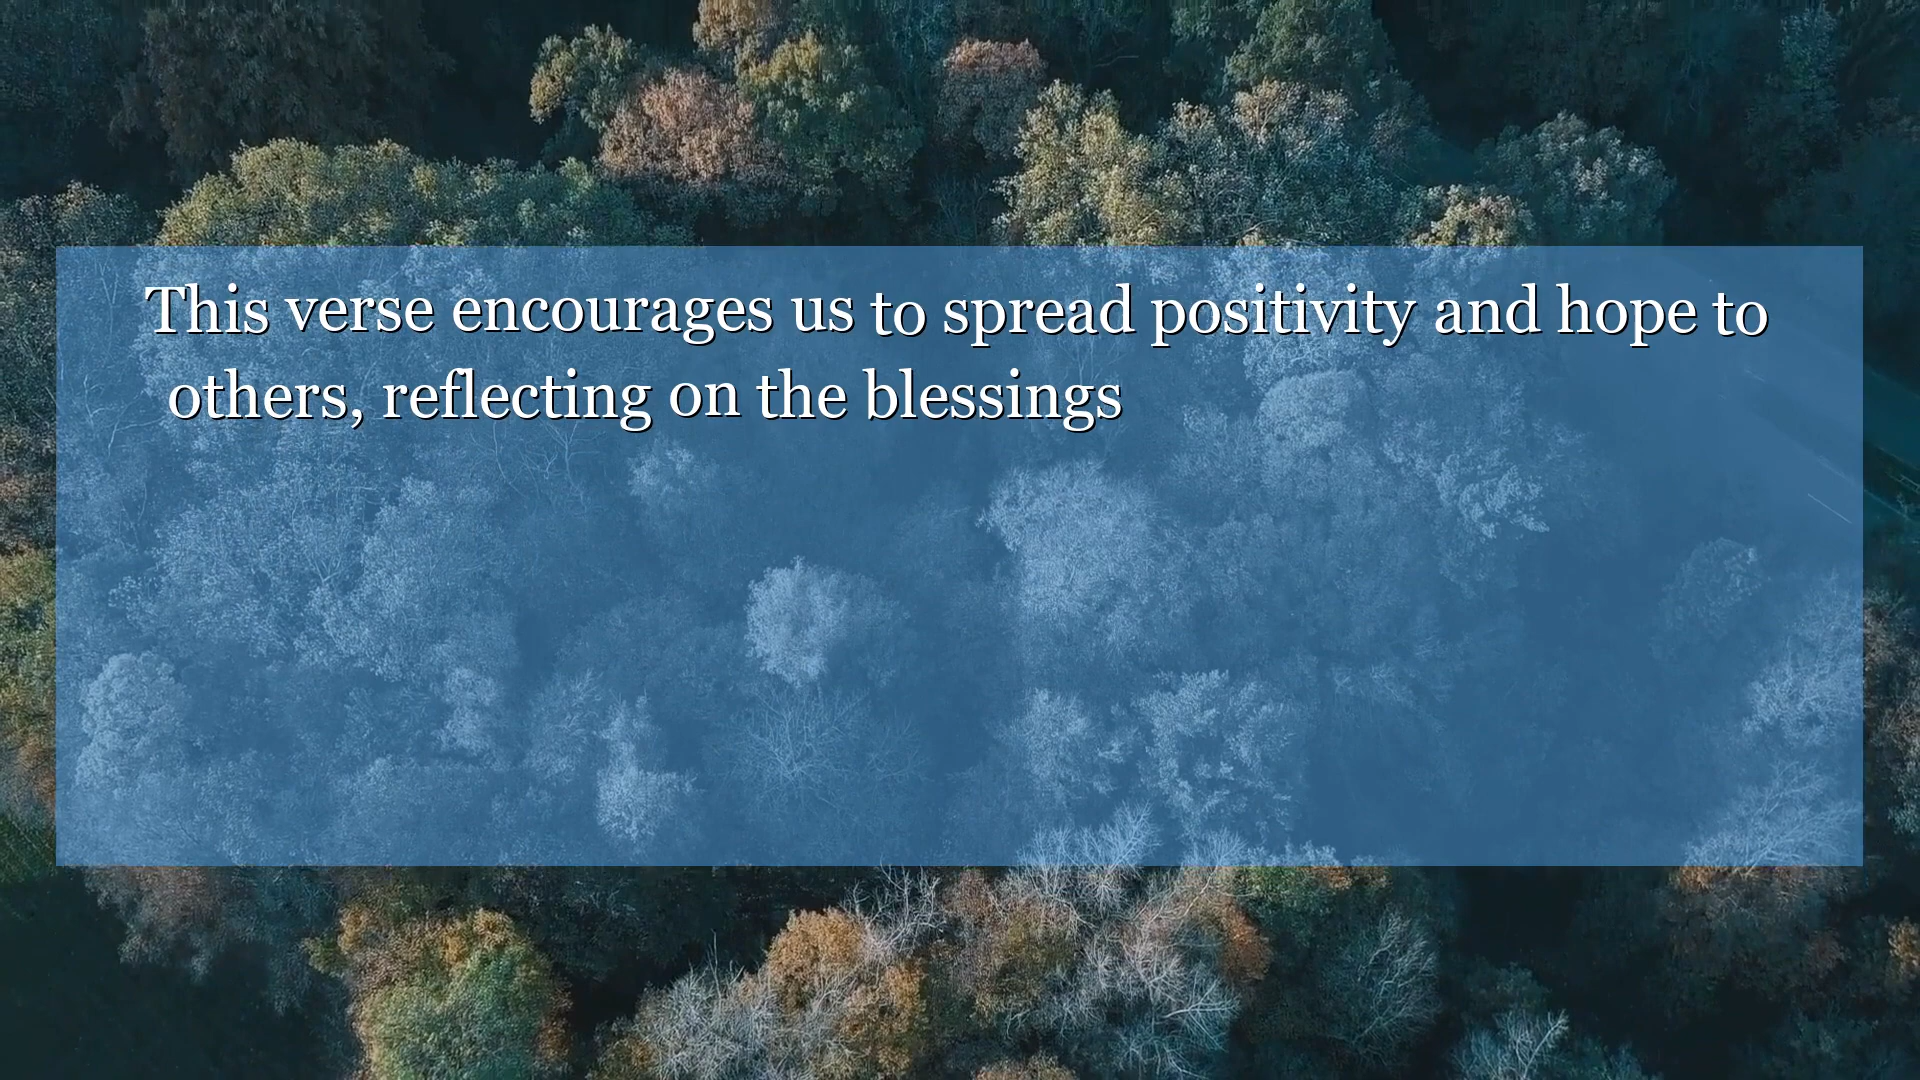 This verse encourages us to spread positivity and hope to
others, reflecting on the blessings